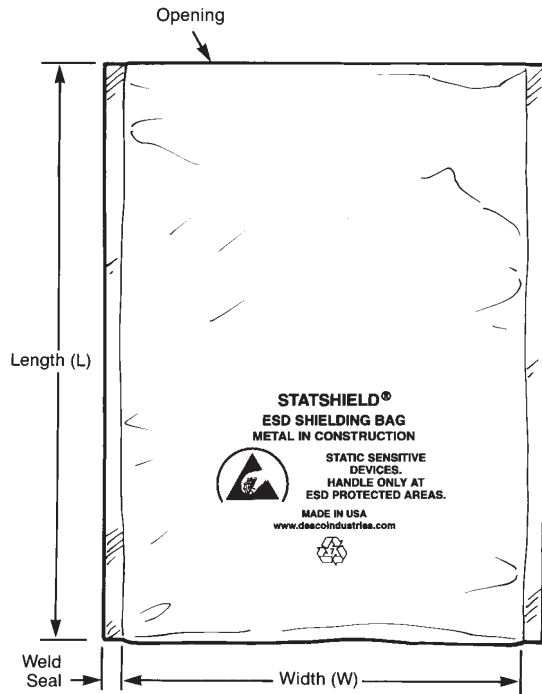 Opening
Length (L)
STATSHIELD®
ESD SHIELDING BAG
METAL IN CONSTRUCTION
STATIC SENSITIVE
DEVICES.
HANDLE ONLY AT
ESD PROTECTED AREAS.
MADE IN USA
www.descoindustries.com
7
Weld
Seal
Width (W)